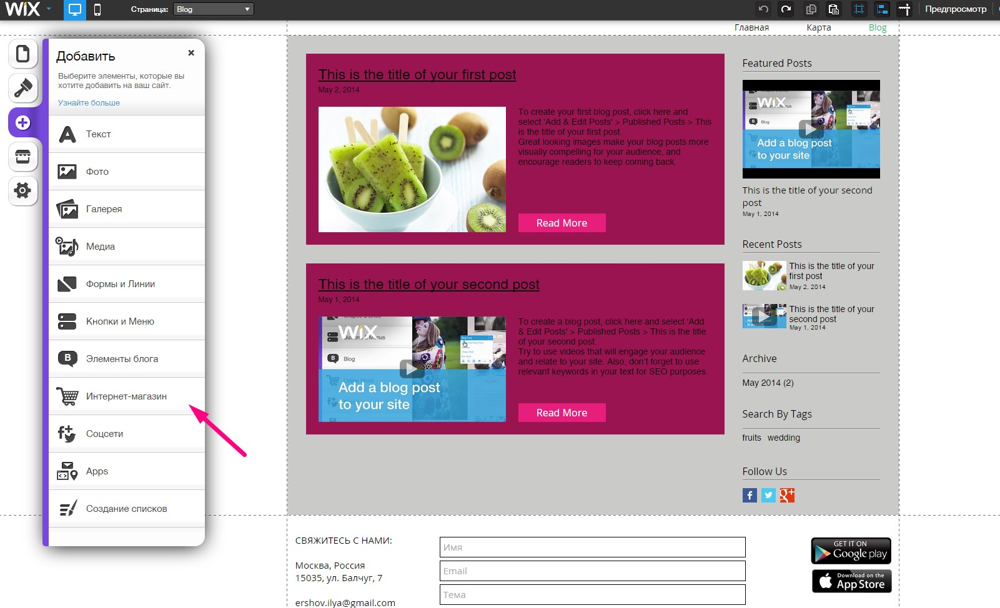 WiX
Страница:
Blog
Предпросмотр
Главная
Карта
Blog
Добавить
Выберите элементы, которые вы
хотите добавить на ваш сайт.
Узнайте больше
Текст
Фото
Галерея
Медиа
Формы и Линии
Кнопки и Меню
Элементы блога
Интернет-магазин
Соцсети
Apps
Создание списков
This is the title of your first post
May 2, 2014
To create your first blog post, click here and
select 'Add & Edit Posts' > Published Posts > This
is the title of your first post.
Great looking images make your blog posts more
visually compelling for your audience, and
encourage readers to keep coming back.
Read More
This is the title of your second post
May 1, 2014
WiX
Blog
Add a blog post
to your site
To create a blog post, click here and select 'Add
& Edit Posts' > Published Posts > This is the title
of your second post.
Try to use videos that will engage your audience
and relate to your site. Also, don't forget to use
relevant keywords in your text for SEO purposes.
Read More
Featured Posts
WiX
Blog
Add a blog post
to your site
This is the title of your second
post
May 1, 2014
Recent Posts
This is the title of your
first post
May 2, 2014
This is the title of your
second post
May 1, 2014
Archive
May 2014 (2)
Search By Tags
fruits wedding
Follow Us
СВЯЖИТЕСЬ С НАМИ:
Москва, Россия
15035, ул. Балчуг, 7
ershov.ilya@gmail.com
Имя
Email
Тема
GET IT ON
Google play
Download on the
App Store